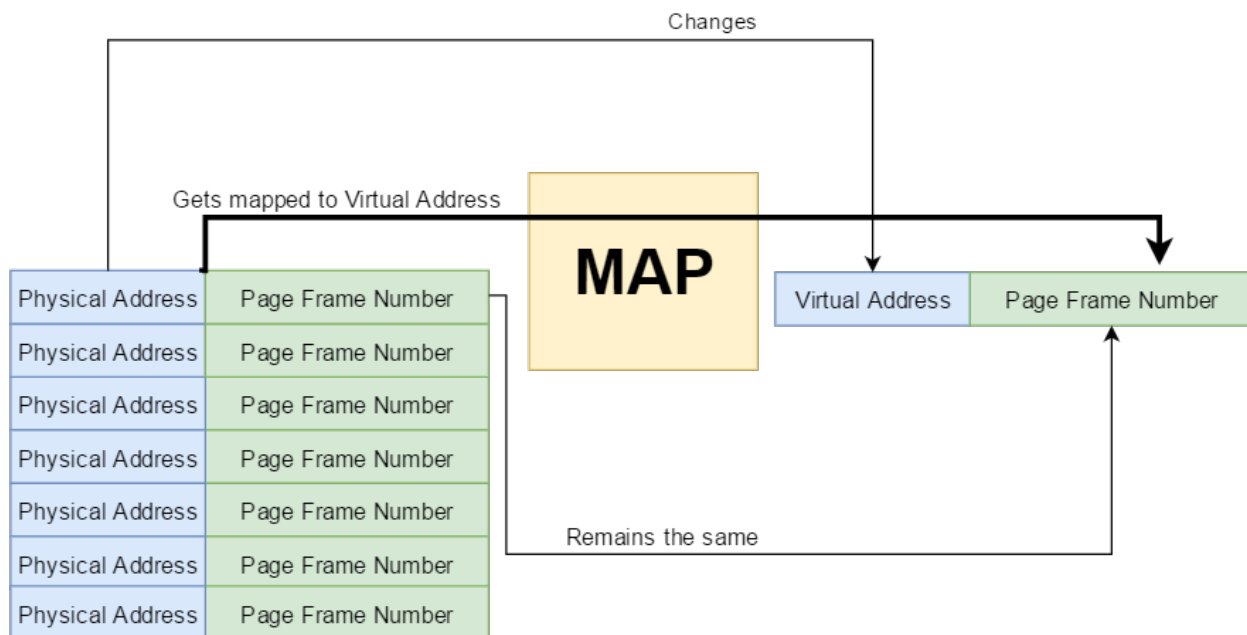 Changes
Gets mapped to Virtual Address
MAP
Physical Address Page Frame Number
Virtual Address Page Frame Number
Physical Address Page Frame Number
Physical Address Page Frame Number
Physical Address Page Frame Number
Physical Address Page Frame Number
Remains the same
Physical Address Page Frame Number
Physical Address Page Frame Number